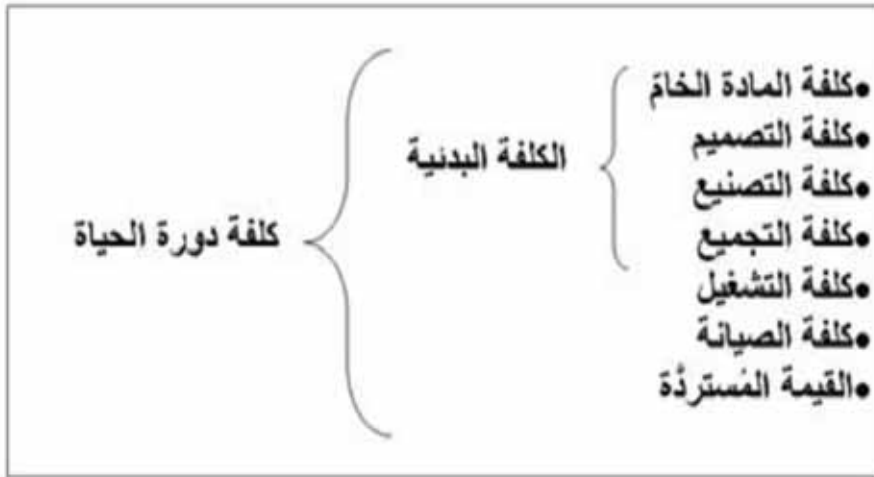 •كلفة المادة الخامّ
•كلفة التصميم
•كلفة التصنيع
•كلفة التجميع
•كلفة التشغيل
•كلفة الصيانة
•القيمة المُستردَّة
الكلفة البدئية
كلفة دورة الحياة